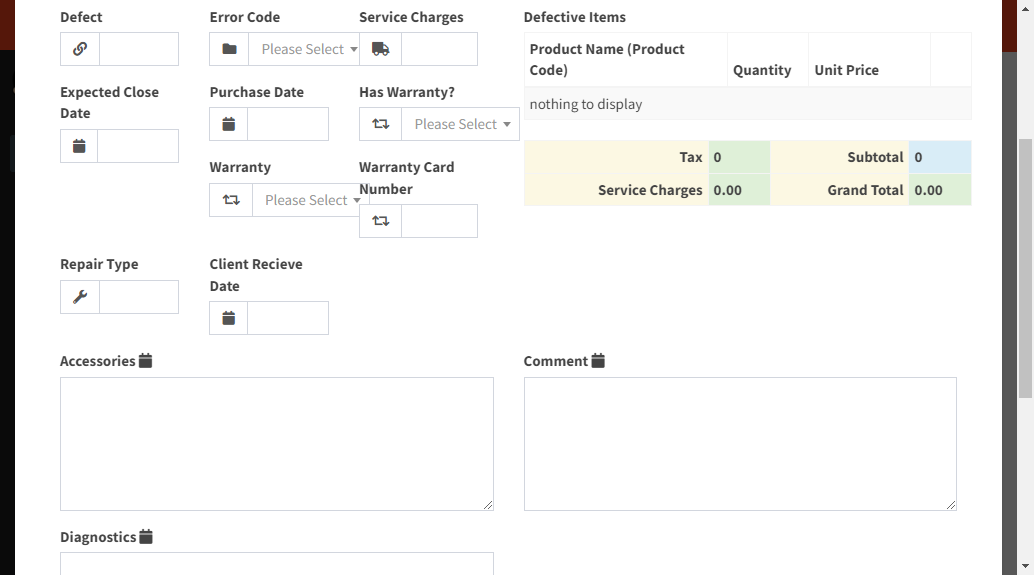 Defect
Error Code
Please Select
Service Charges
Expected Close
Date
Purchase Date
Has Warranty?
Please Select
Warranty
Please Select
Warranty Card
Number
Repair Type
Client Recieve
Date
Defective Items
Product Name (Product
Code)
Quantity
Unit Price
nothing to display
Tax 0 Subtotal 0
Service Charges 0.00 Grand Total 0.00
Accessories
Comment
Diagnostics